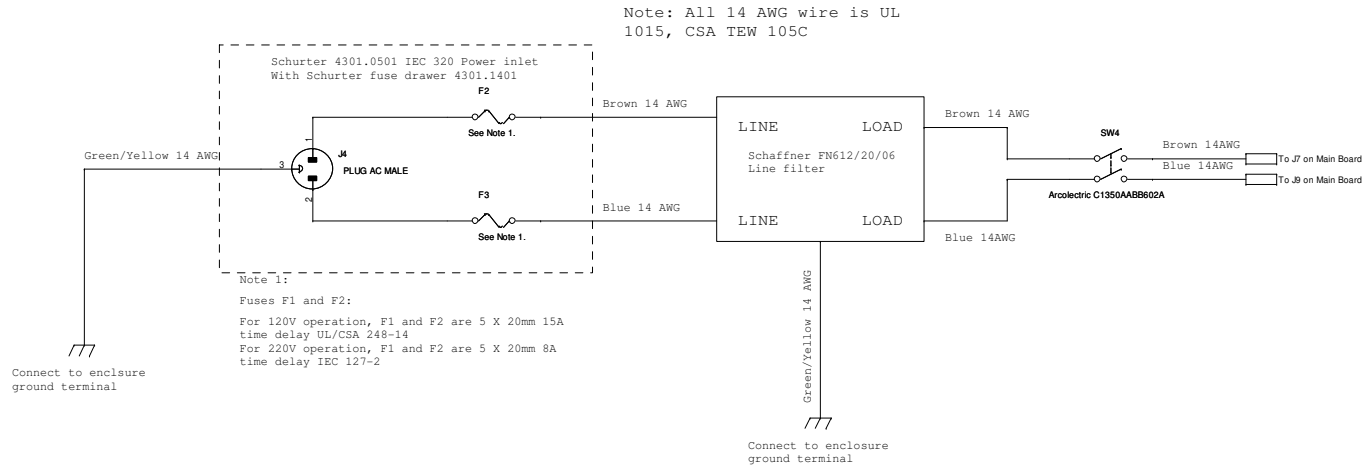 Note: All 14 AWG wire is UL
1015, CSA TEW 105C
Schurter 4301.0501 IEC 320 Power inlet
With Schurter fuse drawer 4301.1401
F2
See Note 1.
Brown 14 AWG
LINE
LOAD
Brown 14 AWG
SW4
Brown 14AWG
To J7 on Main Board
Green/Yellow 14 AWG
3
1
2
J4
PLUG AC MALE
Schaffner FN612/20/06
Line filter
Blue 14AWG
To J9 on Main Board
Arcolectric C1350AABB602A
F3
See Note 1.
Blue 14 AWG
LINE
LOAD
Blue 14AWG
Note 1:
Fuses F1 and F2:
For 120V operation, F1 and F2 are 5 X 20mm 15A
time delay UL/CSA 248-14
For 220V operation, F1 and F2 are 5 X 20mm 8A
time delay IEC 127-2
Green/Yellow 14 AWG
Connect to enclsure
ground terminal
Connect to enclosure
ground terminal